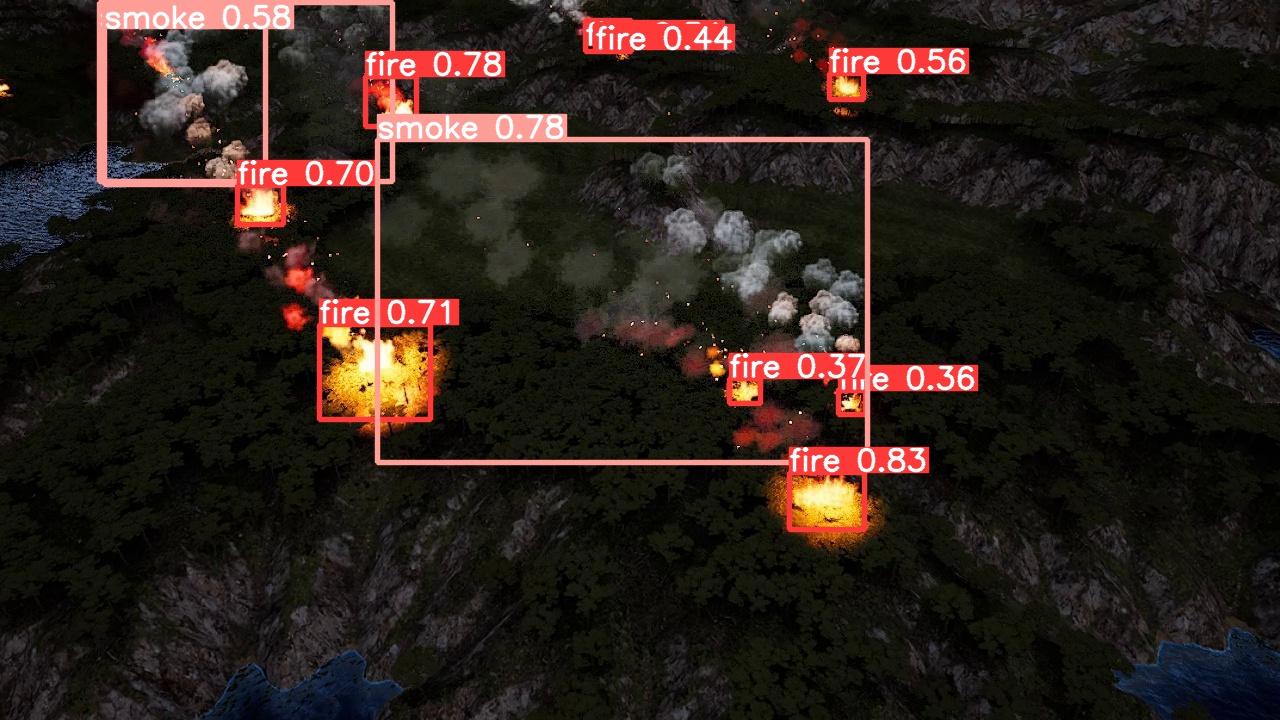 smoke 0.58
fire 0.44
fire 0.78
fire 0.56
smoke 0.78
fire 0.70
fire 0.71
fire 0.37
fire 0.36
fire 0.83